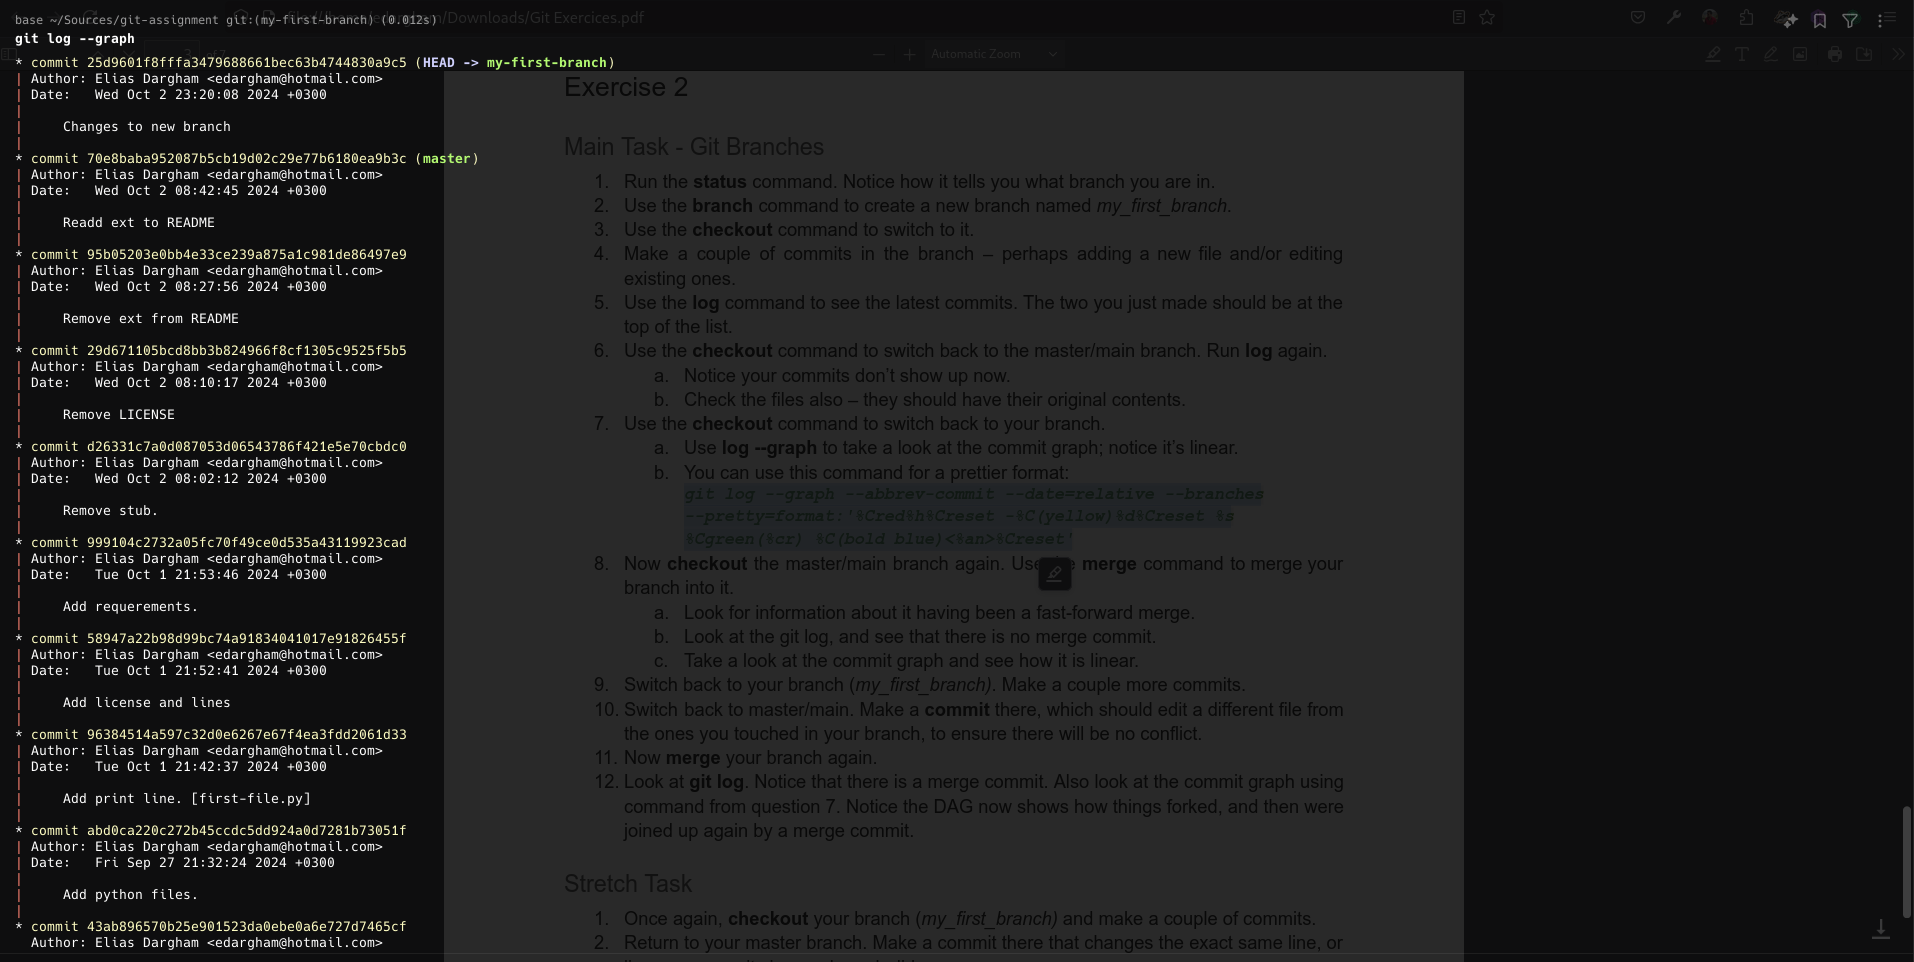 base ~/Sources/git-assignment git:(my-first-branch) (0.012s)
/Downloads/Git Exercices.pdf
git log --graph
Automatic Zoom
* commit 25d9601f8fffa3479688661bec63b4744830a9c5 (HEAD -> my-first-branch)
| Author: Elias Dargham <edargham@hotmail.com>
| Date:   Wed Oct 2 23:20:08 2024 +0300
|
|     Changes to new branch
|
* commit 70e8baba952087b5cb19d02c29e77b6180ea9b3c (master)
| Author: Elias Dargham <edargham@hotmail.com>
| Date:   Wed Oct 2 08:42:45 2024 +0300
|
|     Readd ext to README
|
* commit 95b05203e0bb4e33ce239a875a1c981de86497e9
| Author: Elias Dargham <edargham@hotmail.com>
| Date:   Wed Oct 2 08:27:56 2024 +0300
|
|     Remove ext from README
|
* commit 29d671105bcd8bb3b824966f8cf1305c9525f5b5
| Author: Elias Dargham <edargham@hotmail.com>
| Date:   Wed Oct 2 08:10:17 2024 +0300
|
|     Remove LICENSE
|
* commit d26331c7a0d087053d06543786f421e5e70cbdc0
| Author: Elias Dargham <edargham@hotmail.com>
| Date:   Wed Oct 2 08:02:12 2024 +0300
|
|     Remove stub.
|
* commit 999104c2732a05fc70f49ce0d535a43119923cad
| Author: Elias Dargham <edargham@hotmail.com>
| Date:   Tue Oct 1 21:53:46 2024 +0300
|
|     Add requerements.
|
* commit 58947a22b98d99bc74a91834041017e91826455f
| Author: Elias Dargham <edargham@hotmail.com>
| Date:   Tue Oct 1 21:52:41 2024 +0300
|
|     Add license and lines
|
* commit 96384514a597c32d0e6267e67f4ea3fdd2061d33
| Author: Elias Dargham <edargham@hotmail.com>
| Date:   Tue Oct 1 21:42:37 2024 +0300
|
|     Add print line. [first-file.py]
|
* commit abd0ca220c272b45ccdc5dd924a0d7281b73051f
| Author: Elias Dargham <edargham@hotmail.com>
| Date:   Fri Sep 27 21:32:24 2024 +0300
|
|     Add python files.
|
* commit 43ab896570b25e901523da0ebe0a6e727d7465cf
Author: Elias Dargham <edargham@hotmail.com>
Exercise 2
Main Task - Git Branches
1. Run the status command. Notice how it tells you what branch you are in.
2. Use the branch command to create a new branch named my_first_branch.
3. Use the checkout command to switch to it.
4. Make a couple of commits in the branch – perhaps adding a new file and/or editing
existing ones.
5. Use the log command to see the latest commits. The two you just made should be at the
top of the list.
6. Use the checkout command to switch back to the master/main branch. Run log again.
a. Notice your commits don’t show up now.
b. Check the files also – they should have their original contents.
7. Use the checkout command to switch back to your branch.
a. Use log --graph to take a look at the commit graph; notice it’s linear.
b. You can use this command for a prettier format:
git log --graph --abbrev-commit --date=relative --branches
--pretty=format:'%Cred%h%Creset -%C(yellow)%d%Creset %s
%Cgreen(%cr) %C(bold blue)<%an>%Creset'
8. Now checkout the master/main branch again. Use merge command to merge your
branch into it.
a. Look for information about it having been a fast-forward merge.
b. Look at the git log, and see that there is no merge commit.
c. Take a look at the commit graph and see how it is linear.
9. Switch back to your branch (my_first_branch). Make a couple more commits.
10. Switch back to master/main. Make a commit there, which should edit a different file from
the ones you touched in your branch, to ensure there will be no conflict.
11. Now merge your branch again.
12. Look at git log. Notice that there is a merge commit. Also look at the commit graph using
command from question 7. Notice the DAG now shows how things forked, and then were
joined up again by a merge commit.
Stretch Task
1. Once again, checkout your branch (my_first_branch) and make a couple of commits.
2. Return to your master branch. Make a commit there that changes the exact same line, or